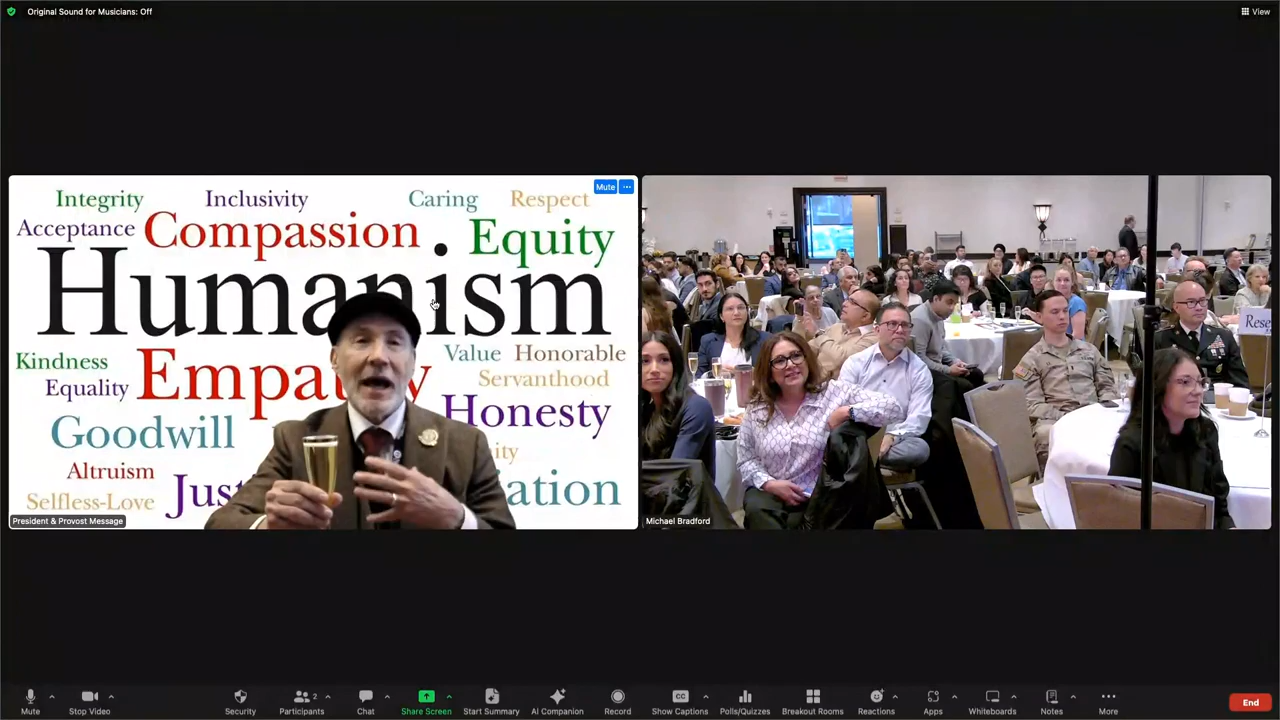 Original Sound for Musicians: Off
View
Mute
Integrity
Inclusivity
Caring
Respect
Acceptance
Compassion
Equity
Humanism
Kindness
Value
Honorable
Equality
Servanthood
Honesty
Goodwill
Altruism
Selfless-Love
President & Provost Message
Michael Bradford
Mute
Stop Video
Security
Participants
2
Chat
Share Screen
Start Summary
AI Companion
Record
CC
Show Captions
Polls/Quizzes
Breakout Rooms
Reactions
Apps
Whiteboards
Notes
More
End